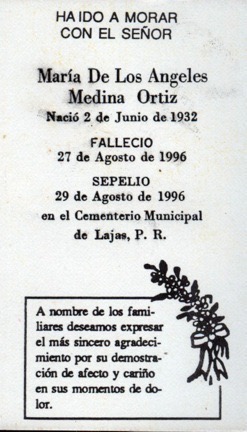 HA IDO A MORAR
CON EL SEÑOR
María De Los Angeles
Medina Ortiz
Nació 2 de Junio de 1932
FALLECIO
27 de Agosto de 1996
SEPELIO
29 de Agosto de 1996
en el Cementerio Municipal
de Lajas, P. R.
A nombre de los fami-
liares deseamos expresar
el más sincero agradeci-
miento por su demostra-
ción de afecto y cariño
en sus momentos de do-
lor.